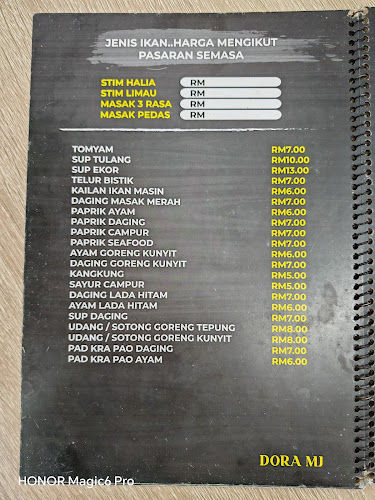 JENIS IKAN..HARGA MENGIKUT
PASARAN SEMASA
STIM HALIA RM
STIM LIMAU RM
MASAK 3 RASA RM
MASAK PEDAS RM
TOMYAM RM7.00
SUP TULANG RM10.00
SUP EKOR RM13.00
TELUR BISTIK RM7.00
KAILAN IKAN MASIN RM6.00
DAGING MASAK MERAH RM7.00
PAPRIK AYAM RM6.00
PAPRIK DAGING RM7.00
PAPRIK CAMPUR RM7.00
PAPRIK SEAFOOD RM7.00
AYAM GORENG KUNYIT RM6.00
DAGING GORENG KUNYIT RM7.00
KANGKUNG RM5.00
SAYUR CAMPUR RM5.00
DAGING LADA HITAM RM7.00
AYAM LADA HITAM RM6.00
SUP DAGING RM7.00
UDANG / SOTONG GORENG TEPUNG RM8.00
UDANG / SOTONG GORENG KUNYIT RM8.00
PAD KRA PAO DAGING RM7.00
PAD KRA PAO AYAM RM6.00
DORA MJ
HONOR Magic6 Pro